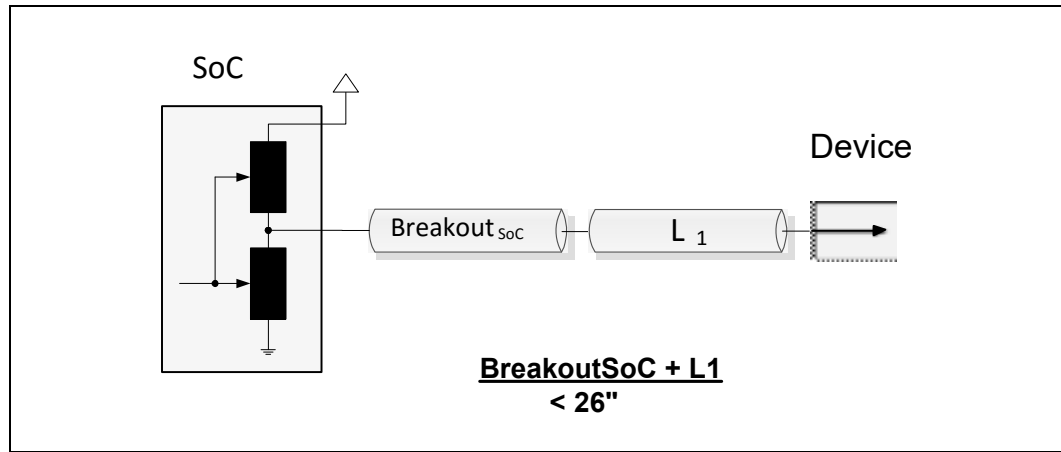 SoC
Device
Breakout SoC
L 1
BreakoutSoC + L1
< 26"